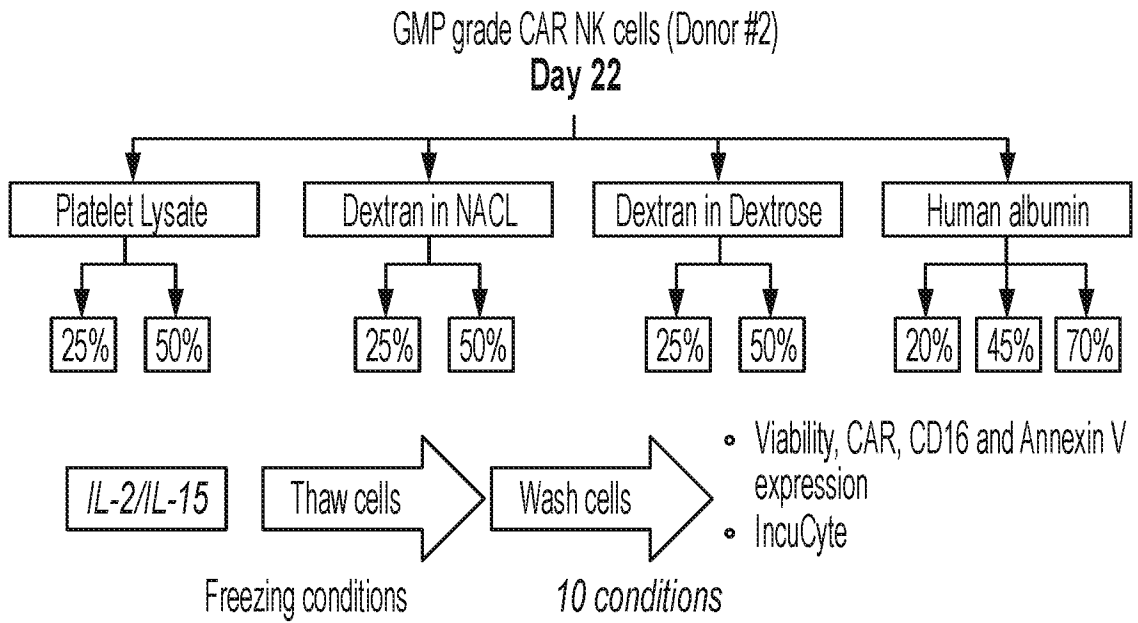 GMP grade CAR NK cells (Donor #2)
Day 22
Platelet Lysate
Dextran in NACL
Dextran in Dextrose
Human albumin
25%
50%
25%
50%
25%
50%
20%
45%
70%
IL-2/IL-15
Thaw cells
Wash cells
• Viability, CAR, CD16 and Annexin V
expression
• IncuCyte
Freezing conditions
10 conditions